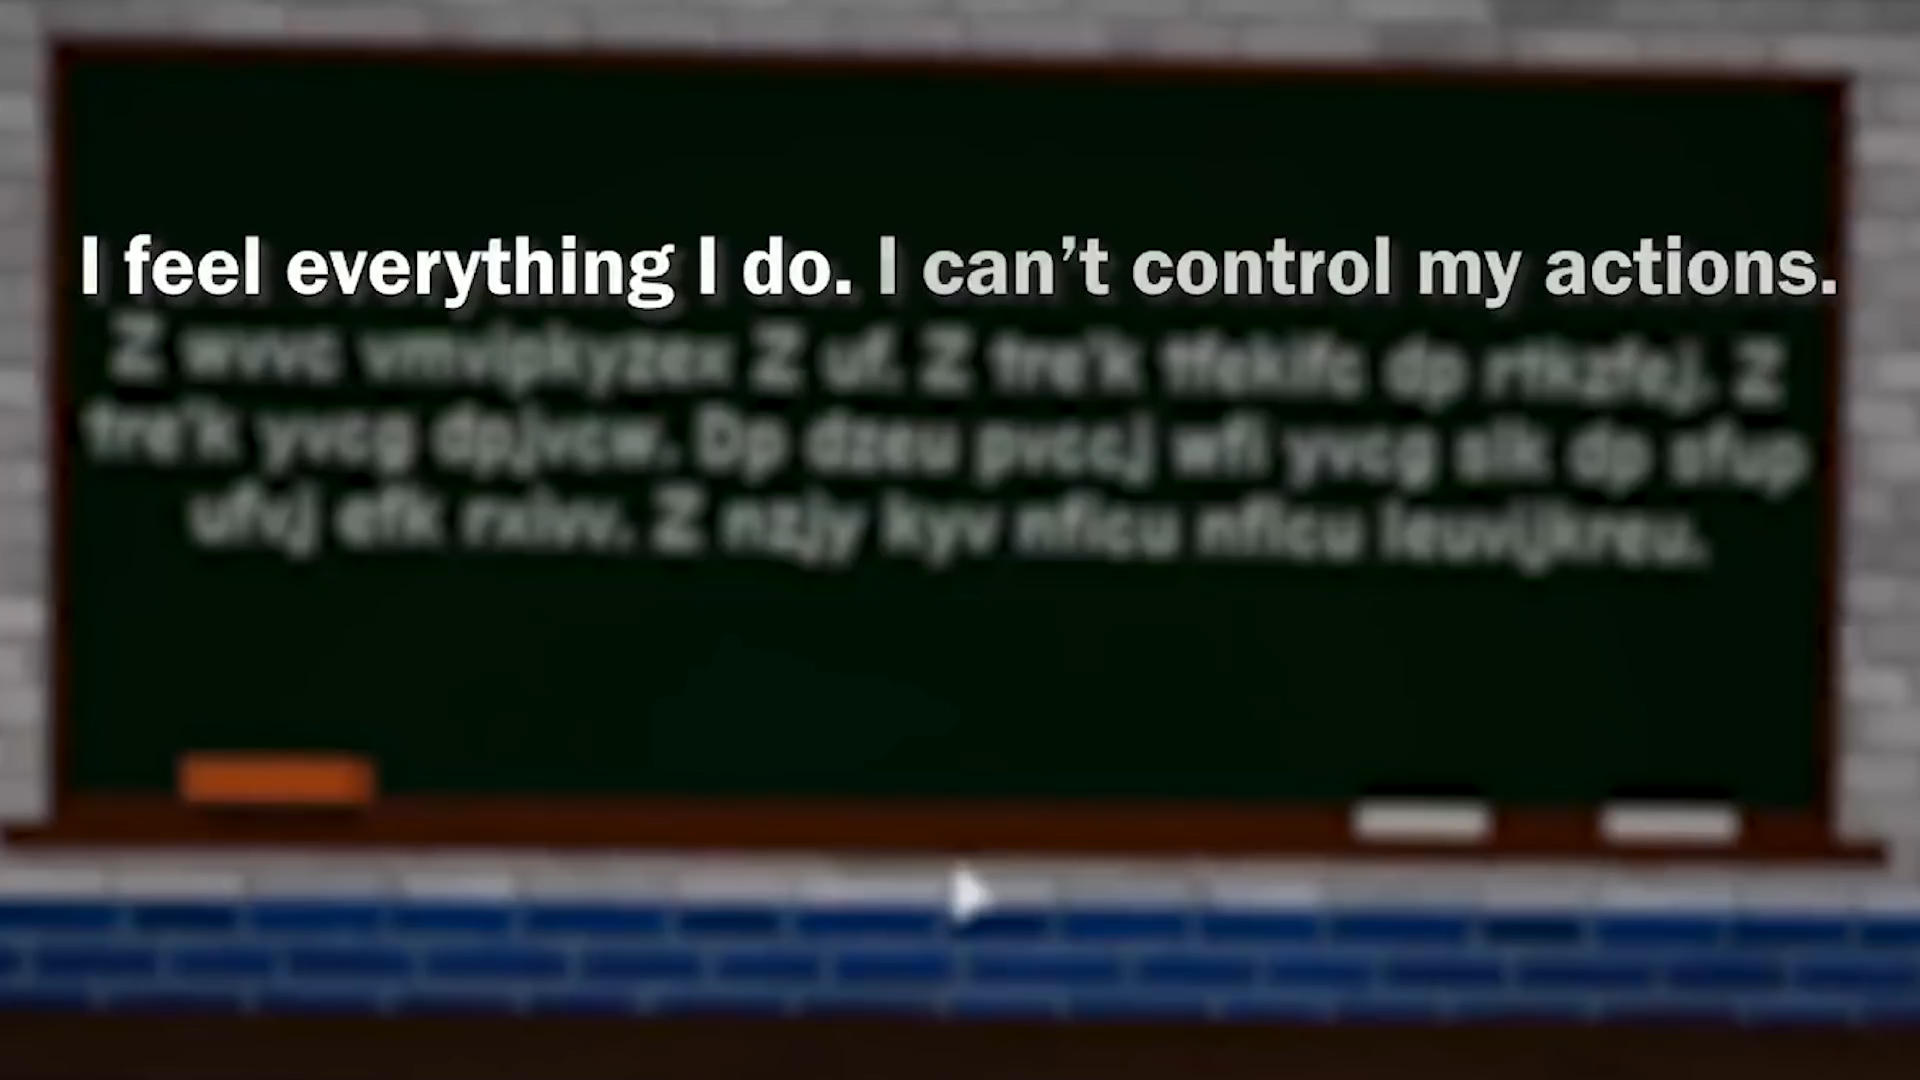 I feel everything I do. I can’t control my actions.
Z wvvc vmvipkyzex Z uf. Z tre'k tfekifc dp rtkzfej. Z
tre'k yvcg dpjvcw. Dp dzeu pvccj wfi yvcg slk dp sfup
ufvj efk rxivv. Z nzjy kyv nficu nflcu leuvijkreu.